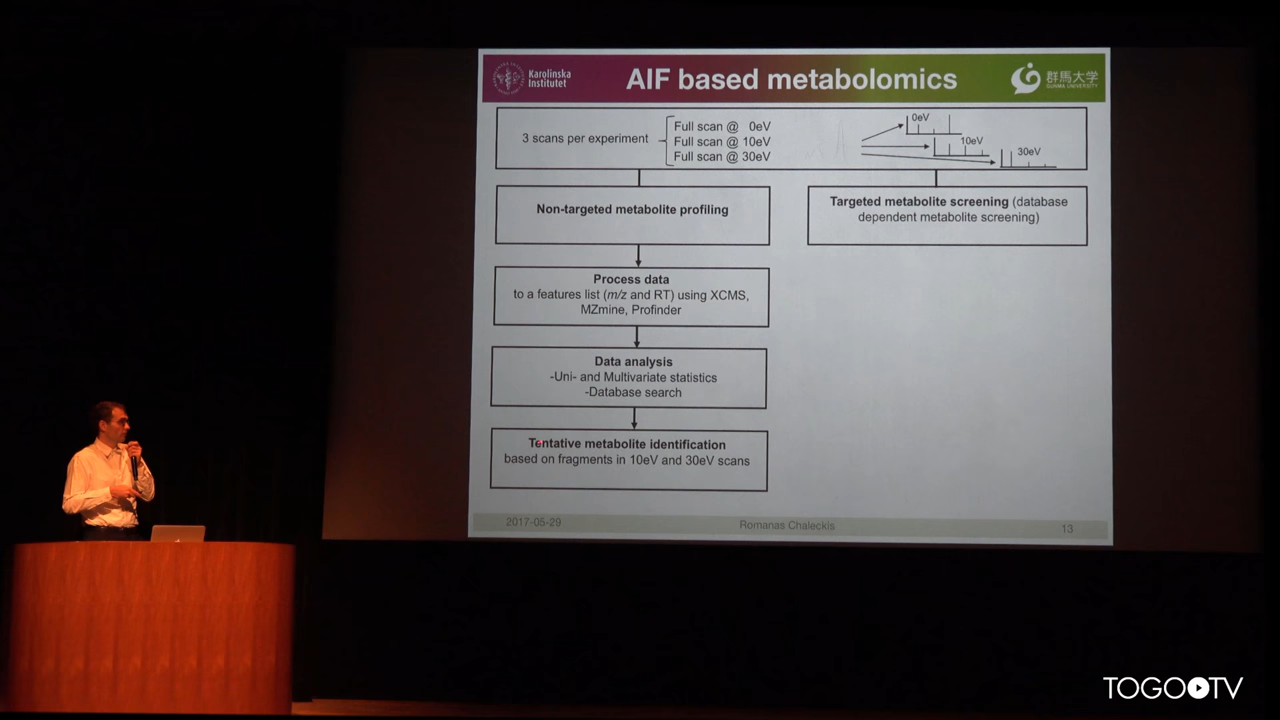 Karolinska
Institutet
AIF based metabolomics
群馬大学
GUNMA UNIVERSITY
3 scans per experiment
Full scan @ 0eV
Full scan @ 10eV
Full scan @ 30eV
0eV
10eV
30eV
Non-targeted metabolite profiling
Targeted metabolite screening (database
dependent metabolite screening)
Process data
to a features list (m/z and RT) using XCMS,
MZmine, Profinder
Data analysis
-Uni- and Multivariate statistics
-Database search
Tentative metabolite identification
based on fragments in 10eV and 30eV scans
2017-05-29
Romanas Chaleckis
13
TOGOTV